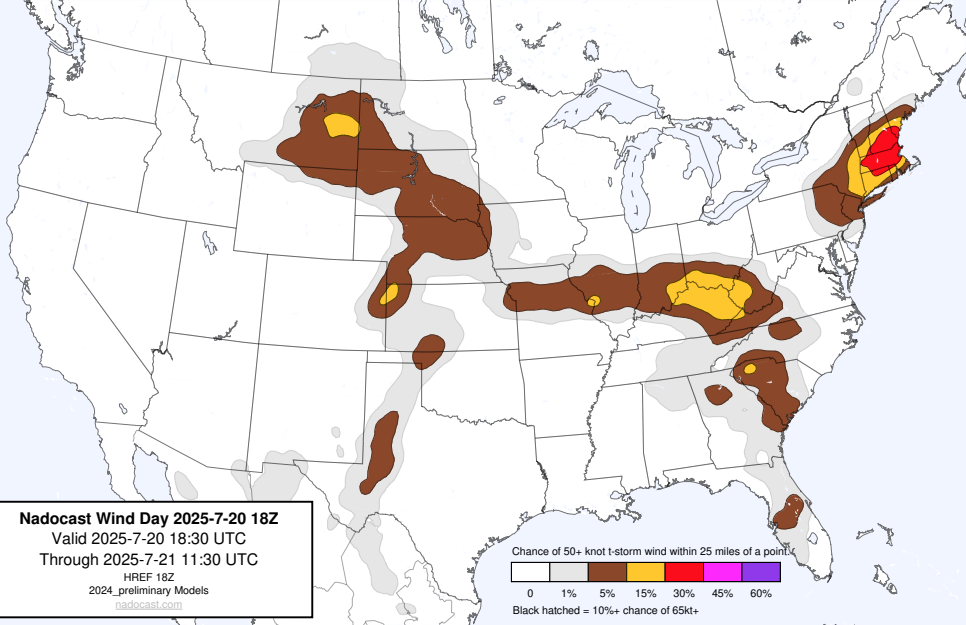 Nadocast Wind Day 2025-7-20 18Z
Valid 2025-7-20 18:30 UTC
Through 2025-7-21 11:30 UTC
HREF 18Z
2024_preliminary Models
nadocast.com
Chance of 50+ knot t-storm wind within 25 miles of a point.
0 1% 5% 15% 30% 45% 60%
Black hatched = 10%+ chance of 65kt+